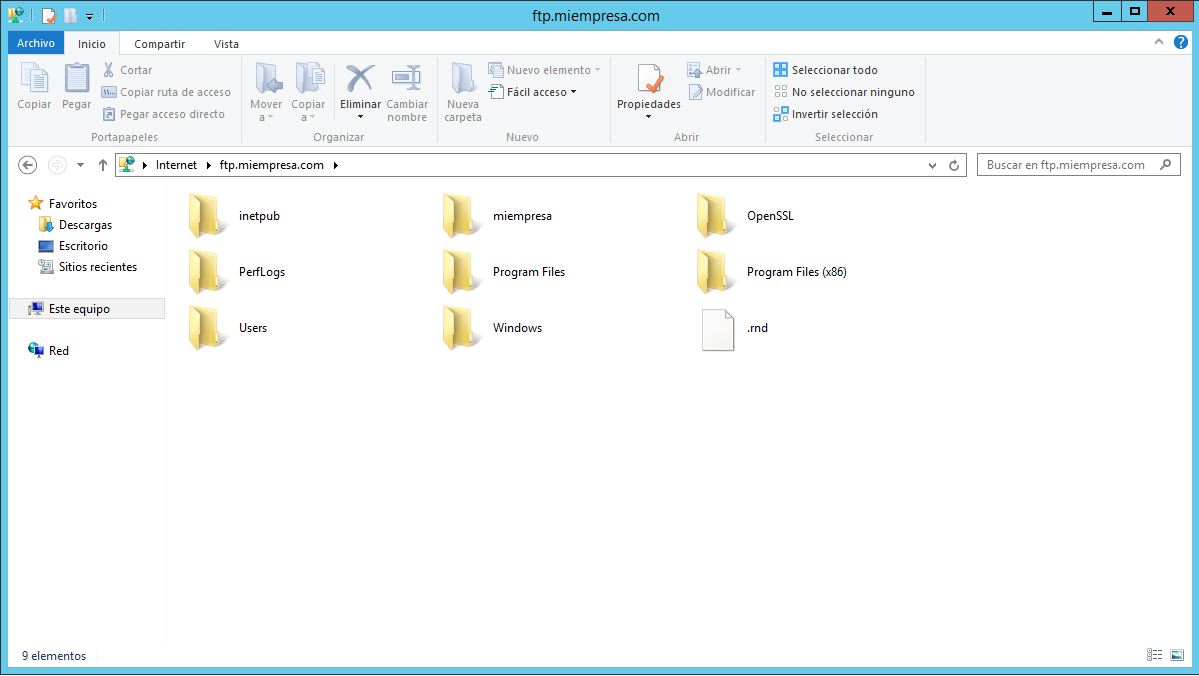 ftp.miempresa.com
Archivo Inicio Compartir Vista
Copiar
Pegar
Cortar
Copiar ruta de acceso
Pegar acceso directo
Portapapeles
Mover a
Copiar a
Eliminar
Cambiar nombre
Organizar
Nueva carpeta
Nuevo elemento
Fácil acceso
Nuevo
Propiedades
Abrir
Modificar
Abrir
Seleccionar todo
No seleccionar ninguno
Invertir selección
Seleccionar
Internet ftp.miempresa.com
Buscar en ftp.miempresa.com
Favoritos
Descargas
Escritorio
Sitios recientes
Este equipo
Red
inetpub miempresa OpenSSL
PerfLogs Program Files Program Files (x86)
Users Windows .rnd
9 elementos